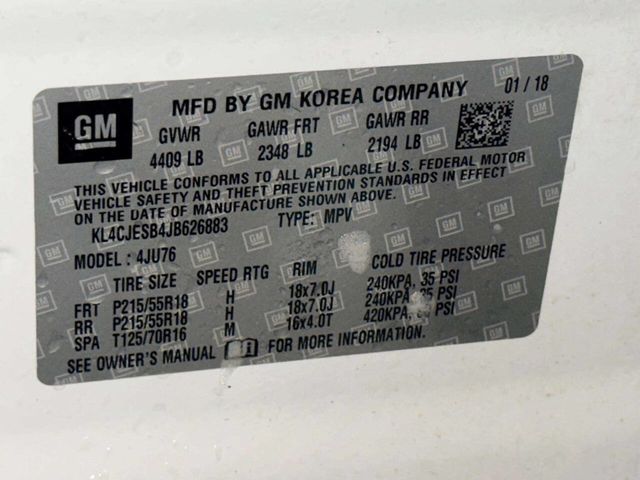 GM
MFD BY GM KOREA COMPANY 01 / 18
GVWR GAWR FRT GAWR RR
4409 LB 2348 LB 2194 LB
THIS VEHICLE CONFORMS TO ALL APPLICABLE U.S. FEDERAL MOTOR
VEHICLE SAFETY AND THEFT PREVENTION STANDARDS IN EFFECT
ON THE DATE OF MANUFACTURE SHOWN ABOVE.
KL4CJESB4JB626883 TYPE: MPV
MODEL : 4JU76
TIRE SIZE SPEED RTG RIM COLD TIRE PRESSURE
FRT P215/55R18 H 18x7.0J 240KPA, 35 PSI
RR P215/55R18 H 18x7.0J 240KPA, 35 PSI
SPA T125/70R16 M 16x4.0T 420KPA, PSI
SEE OWNER'S MANUAL FOR MORE INFORMATION.